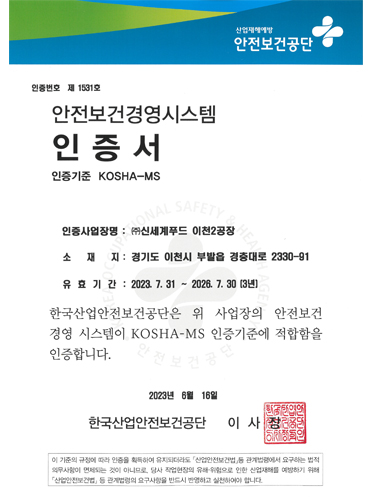 산업재해예방
안전보건공단
인증번호 제 1531호
안전보건경영시스템
인 증 서
인증기준 KOSHA-MS
인증사업장명 : ㈜신세계푸드 이천2공장
소 재 지 : 경기도 이천시 부발읍 경충대로 2330-91
유 효 기 간 : 2023. 7. 31 ~ 2026. 7. 30 [3년]
한국산업안전보건공단은 위 사업장의 안전보건
경영 시스템이 KOSHA-MS 인증기준에 적합함을
인증합니다.
2023년 6월 16일
한국산업안전보건공단 이 사 장
이 기준의 규정에 따라 인증을 획득하여 유지되더라도 「산업안전보건법」등 관계법령에서 요구하는 법적
의무사항이 면제되는 것이 아니므로, 당사 작업현장의 유해·위험으로 인한 산업재해를 예방하기 위해
「산업안전보건법」 등 관계법령의 요구사항을 반드시 반영하고 실천하여야 합니다.
안전보건공단